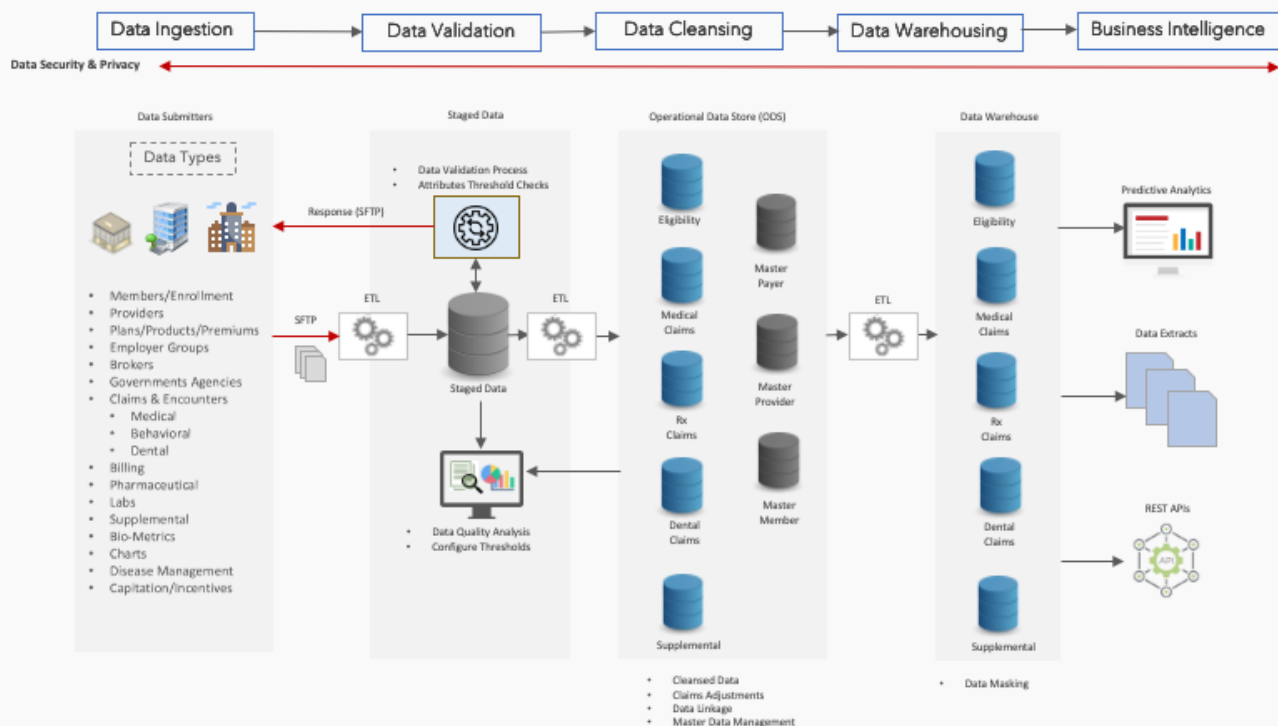 Data Ingestion
Data Validation
Data Cleansing
Data Warehousing
Business Intelligence
Data Security & Privacy
Data Submitters
Data Types
• Members/Enrollment
• Providers
• Plans/Products/Premiums
• Employer Groups
• Brokers
• Governments Agencies
• Claims & Encounters
• Medical
• Behavioral
• Dental
• Billing
• Pharmaceutical
• Labs
• Supplemental
• Bio-Metrics
• Charts
• Disease Management
• Capitation/Incentives
Response (SFTP)
SFTP
ETL
Staged Data
• Data Validation Process
• Attributes Threshold Checks
Staged Data
• Data Quality Analysis
• Configure Thresholds
ETL
Operational Data Store (ODS)
Eligibility
Medical
Claims
Rx
Claims
Dental
Claims
Supplemental
Master
Payer
Master
Provider
Master
Member
• Cleansed Data
• Claims Adjustments
• Data Linkage
• Master Data Management
ETL
Data Warehouse
Eligibility
Medical
Claims
Rx
Claims
Dental
Claims
Supplemental
• Data Masking
Predictive Analytics
Data Extracts
REST APIs
API